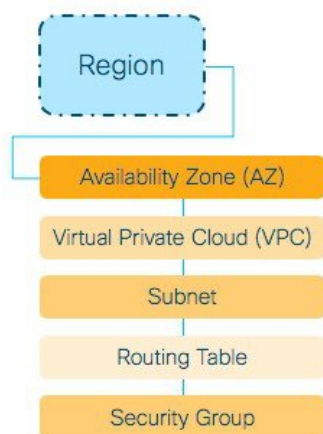 Region
Availability Zone (AZ)
Virtual Private Cloud (VPC)
Subnet
Routing Table
Security Group